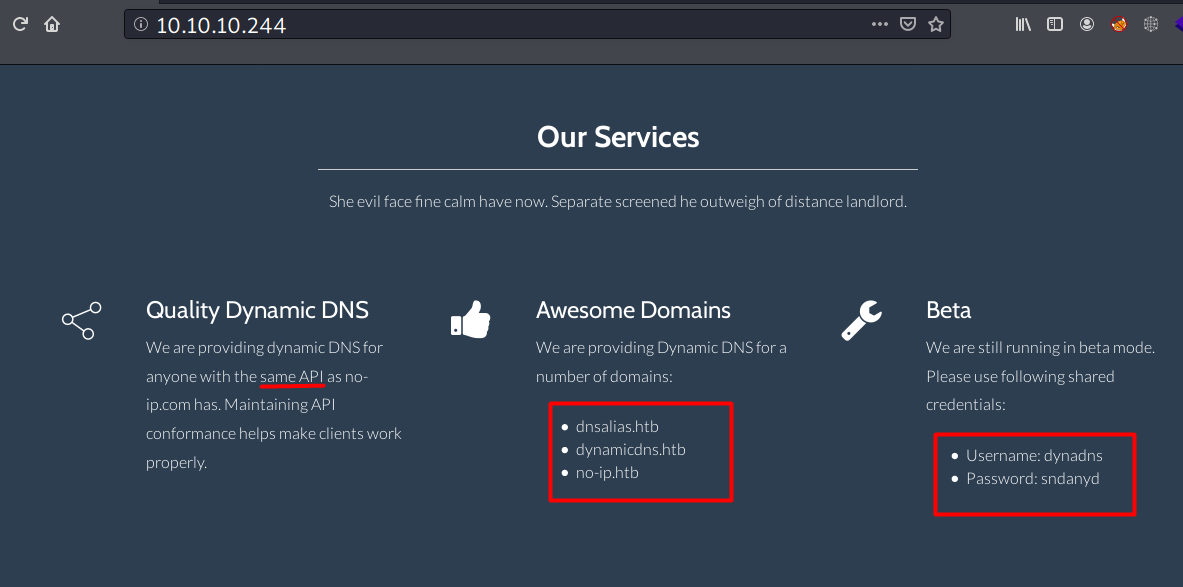 10.10.10.244
Our Services
She evil face fine calm have now. Separate screened he outweigh of distance landlord.
Quality Dynamic DNS
We are providing dynamic DNS for
anyone with the same API as no-
ip.com has. Maintaining API
conformance helps make clients work
properly.
Awesome Domains
We are providing Dynamic DNS for a
number of domains:
dnsalias.htb
dynamicdns.htb
no-ip.htb
Beta
We are still running in beta mode.
Please use following shared
credentials:
Username: dynadns
Password: sndanyd